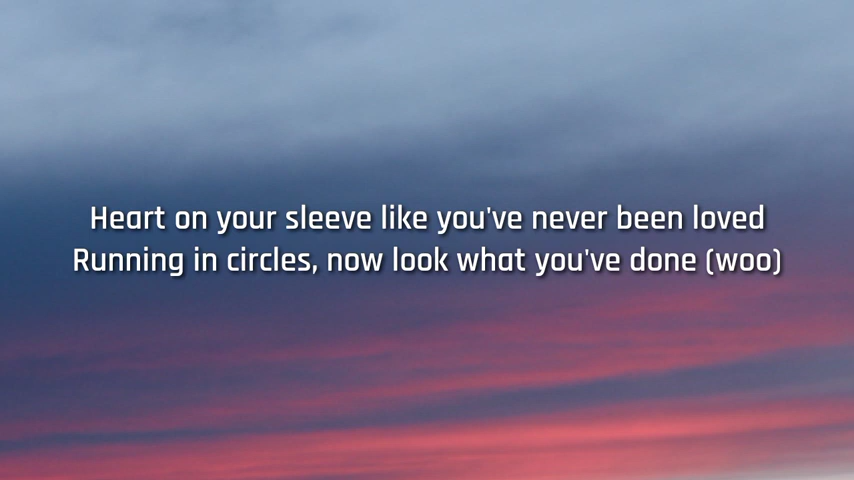 Heart on your sleeve like you've never been loved
Running in circles, now look what you've done (woo)